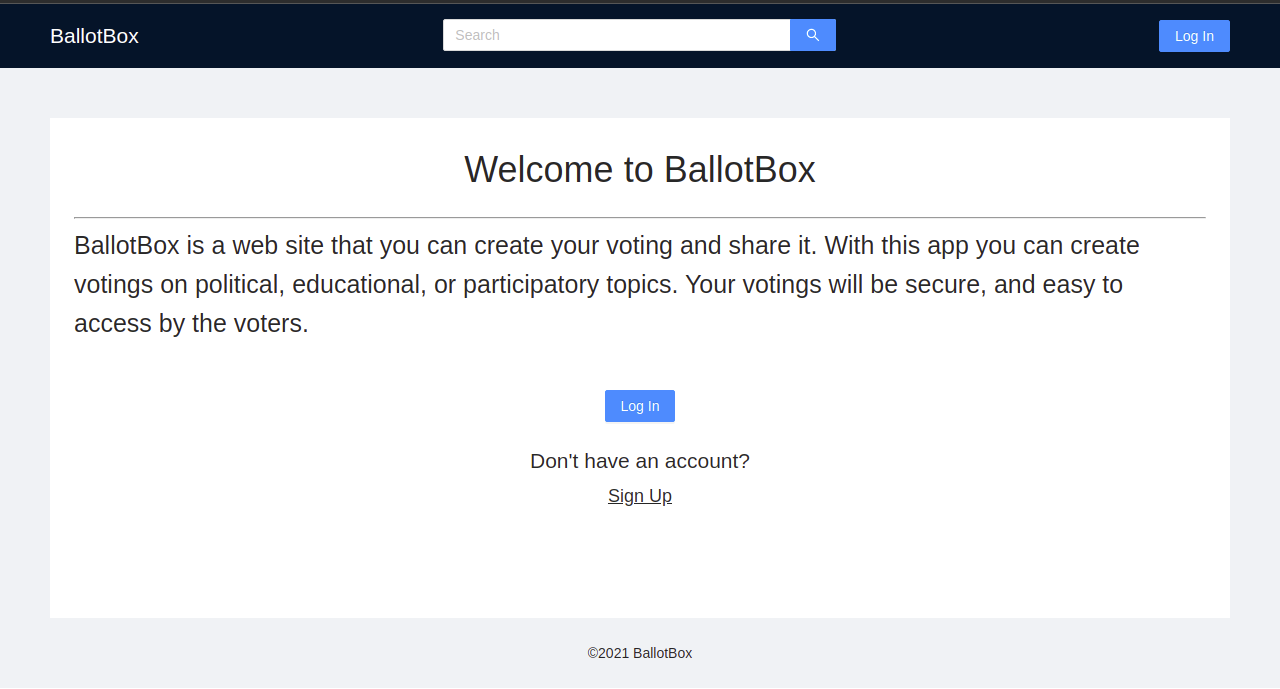 BallotBox
Search
Log In
Welcome to BallotBox
BallotBox is a web site that you can create your voting and share it. With this app you can create
votings on political, educational, or participatory topics. Your votings will be secure, and easy to
access by the voters.
Log In
Don't have an account?
Sign Up
©2021 BallotBox